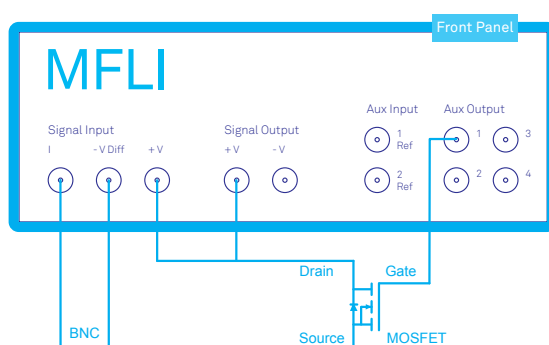 Front Panel
MFLI
Aux Input Aux Output
Signal Input Signal Output
I - V Diff + V + V - V
1 Ref 1 3
2 Ref 2 4
Drain Gate
BNC Source MOSFET